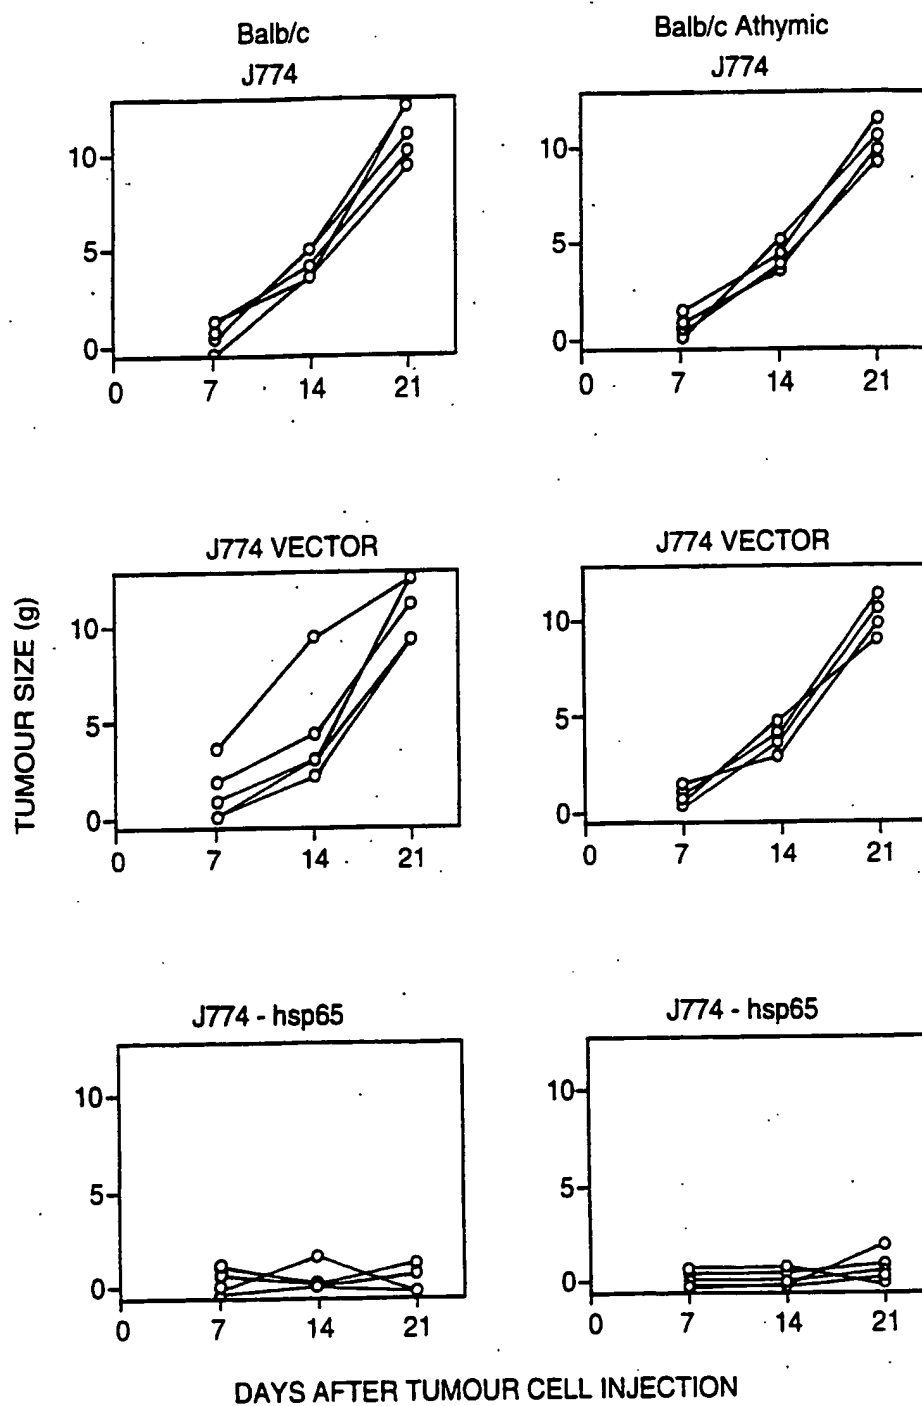 Balb/c
J774
10
5
0
0 7 14 21
Balb/c Athymic
J774
10
5
0
0 7 14 21
TUMOUR SIZE (g)
J774 VECTOR
10
5
0
0 7 14 21
J774 VECTOR
10
5
0
0 7 14 21
J774 - hsp65
10
5
0
0 7 14 21
J774 - hsp65
10
5
0
0 7 14 21
DAYS AFTER TUMOUR CELL INJECTION